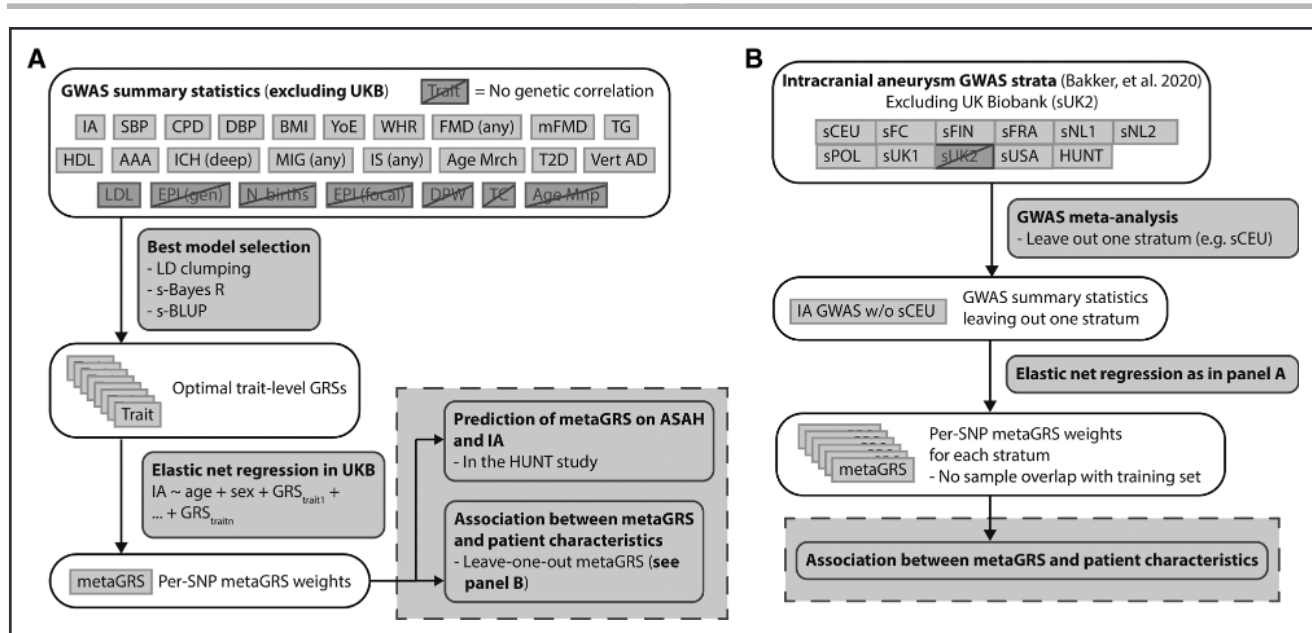 A
GWAS summary statistics (excluding UKB) Trait = No genetic correlation
IA SBP CPD DBP BMI YoE WHR FMD (any) mFMD TG
HDL AAA ICH (deep) MIG (any) IS (any) Age Mrch T2D Vert AD
LDL EPI (gen) N. births EPI (focal) DPW TC Age Mnp
Best model selection
- LD clumping
- s-Bayes R
- s-BLUP
Trait
Optimal trait-level GRSs
Elastic net regression in UKB
IA ~ age + sex + GRStrait1 +
... + GRStraitn
metaGRS Per-SNP metaGRS weights
Prediction of metaGRS on ASAH
and IA
- In the HUNT study
Association between metaGRS
and patient characteristics
- Leave-one-out metaGRS (see
panel B)
B
Intracranial aneurysm GWAS strata (Bakker, et al. 2020)
Excluding UK Biobank (sUK2)
sCEU sFC sFIN sFRA sNL1 sNL2
sPOL sUK1 sUK2 sUSA HUNT
GWAS meta-analysis
- Leave out one stratum (e.g. sCEU)
IA GWAS w/o sCEU
GWAS summary statistics
leaving out one stratum
Elastic net regression as in panel A
metaGRS
Per-SNP metaGRS weights
for each stratum
- No sample overlap with training set
Association between metaGRS and patient characteristics